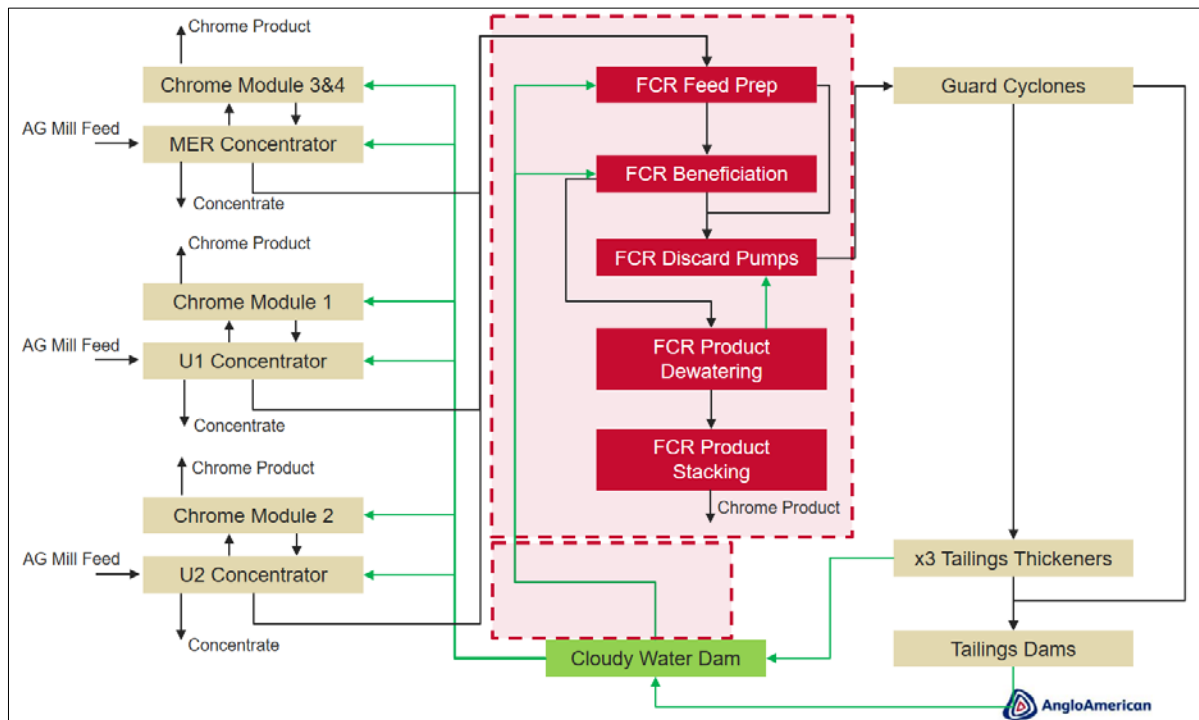 Chrome Product
Chrome Module 3&4
AG Mill Feed
MER Concentrator
Concentrate
Chrome Product
Chrome Module 1
AG Mill Feed
U1 Concentrator
Concentrate
Chrome Product
Chrome Module 2
AG Mill Feed
U2 Concentrator
Concentrate
FCR Feed Prep
FCR Beneficiation
FCR Discard Pumps
FCR Product
Dewatering
FCR Product
Stacking
Chrome Product
Cloudy Water Dam
Guard Cyclones
x3 Tailings Thickeners
Tailings Dams
AngloAmerican